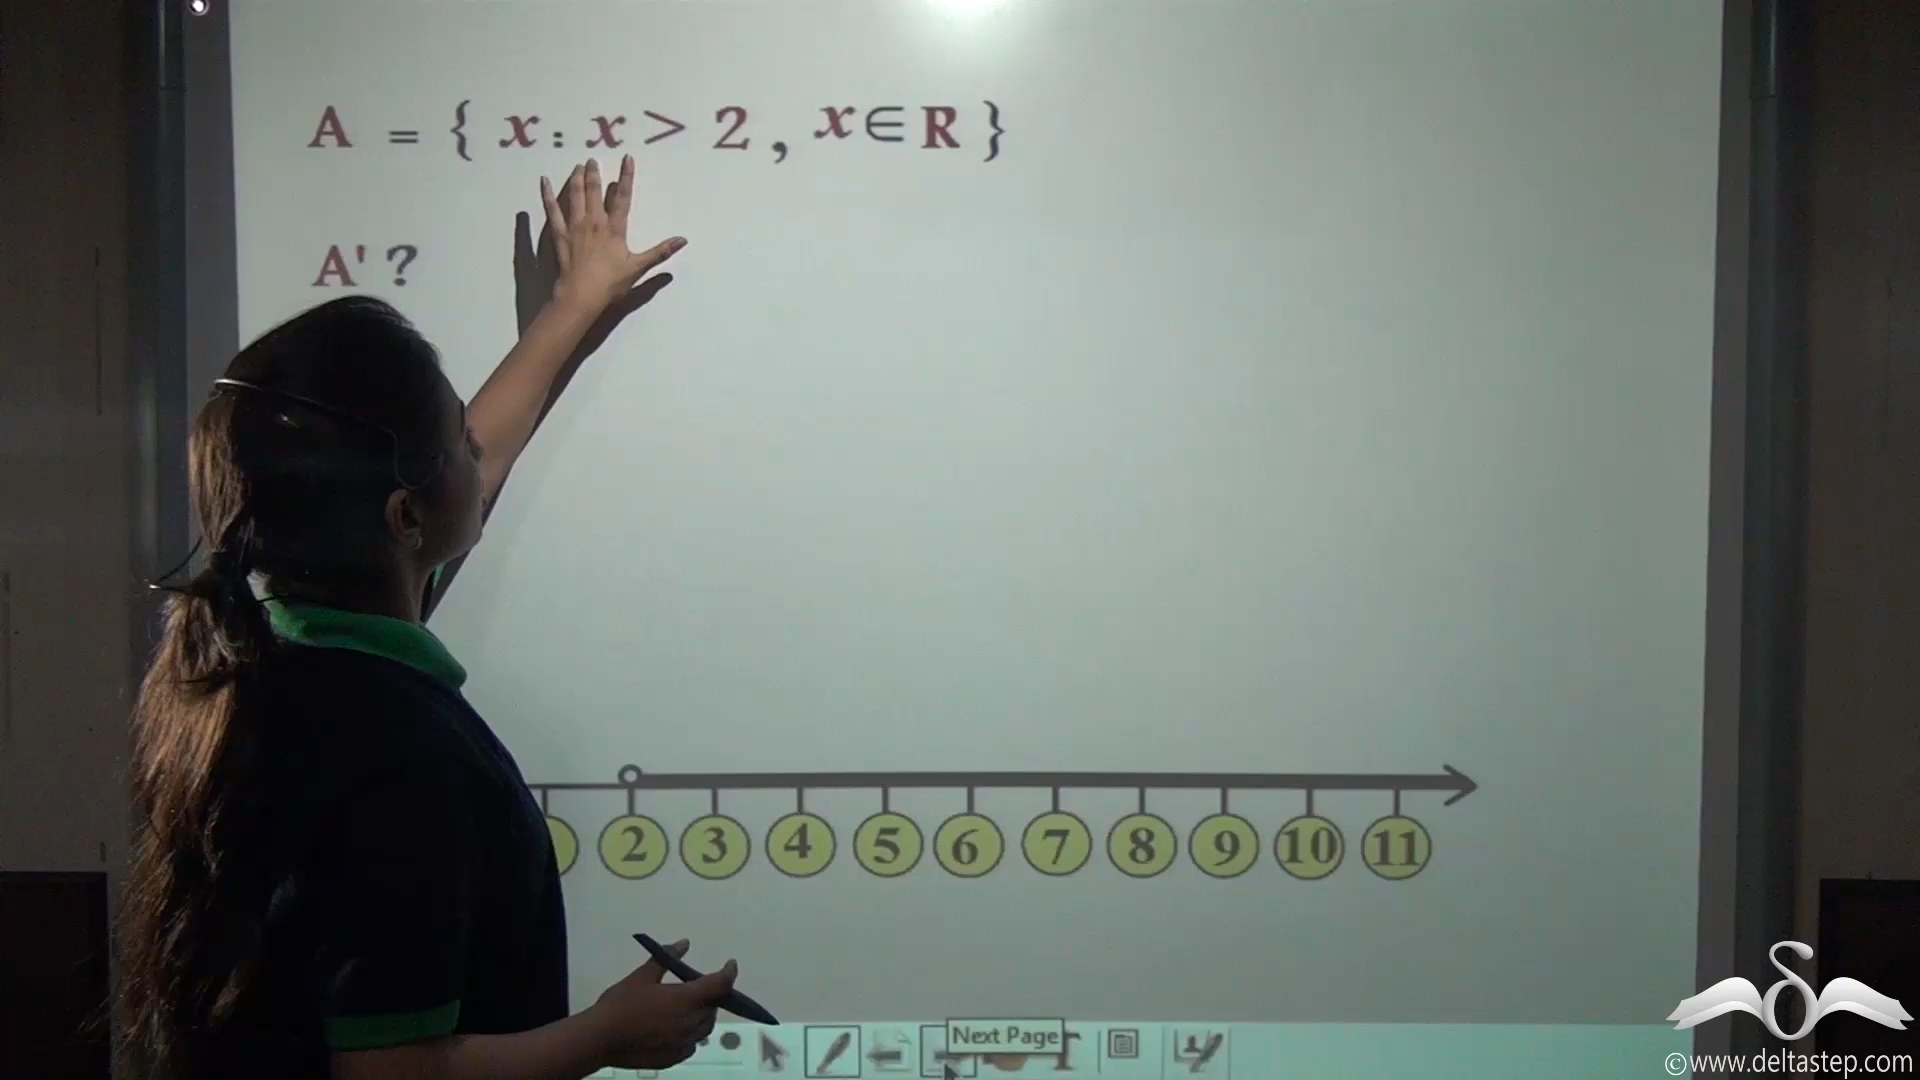 A = { x : x > 2 , x ∈ R }
A' ?
2 3 4 5 6 7 8 9 10 11
Next Page
©www.deltastep.com